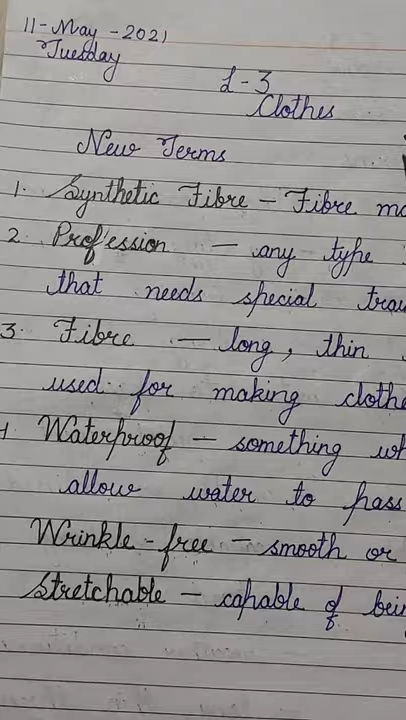 11-May-2021
Tuesday
L-3
Clothes
New Terms
1. Synthetic Fibre – Fibre
2. Profession – any type
that needs special
3. Fibre – long, thin
used for making
Waterproof – something
allow water to pass
Wrinkle-free – smooth or
Stretchable – capable of